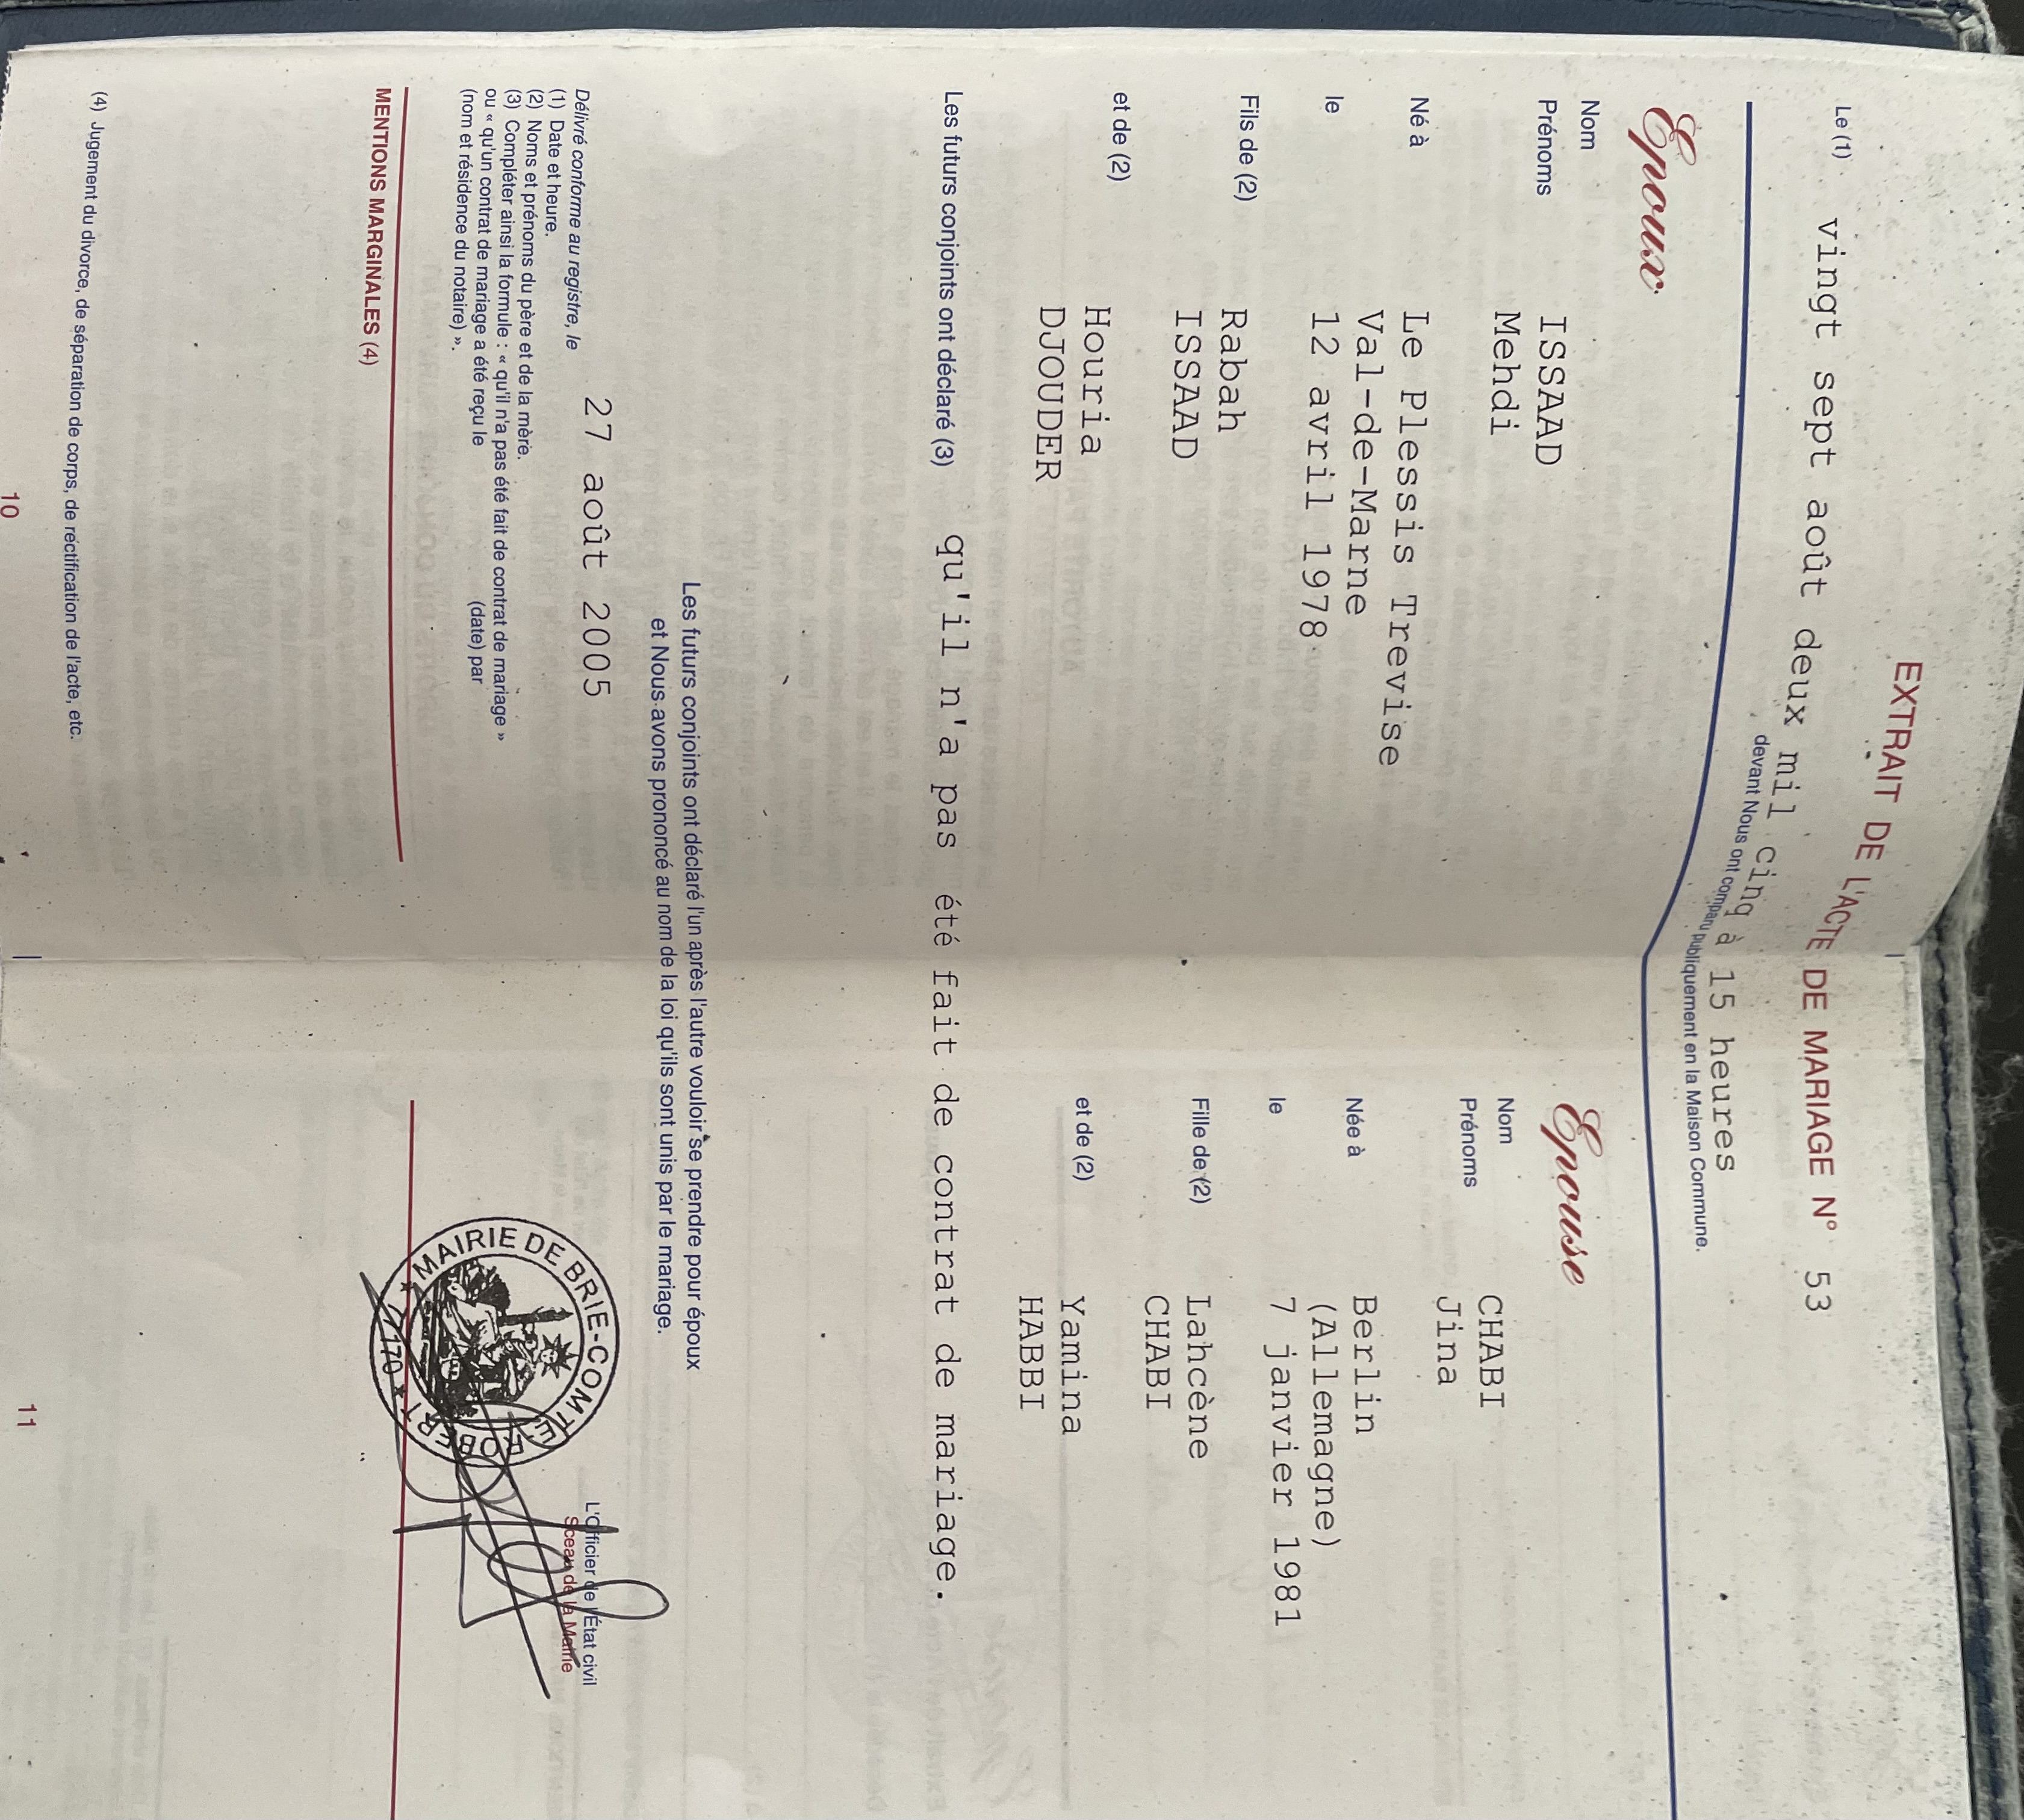 EXTRAIT DE L'ACTE DE MARIAGE N° 53
Le (1) vingt sept août deux mil cinq à 15 heures
devant Nous ont comparu publiquement en la Maison Commune.
Epoux
Nom ISSAAD
Prénoms Mehdi
Né à Le Plessis Trevise
Val-de-Marne
le 12 avril 1978
Fils de (2) Rabah
ISSAAD
et de (2) Houria
DJOUDER
Epouse
Nom CHABI
Prénoms Jina
Née à Berlin
(Allemagne)
le 7 janvier 1981
Fille de (2) Lahcène
CHABI
et de (2) Yamina
HABBI
Les futurs conjoints ont déclaré (3) qu'il n'a pas été fait de contrat de mariage.
Les futurs conjoints ont déclaré l'un après l'autre vouloir se prendre pour époux
et Nous avons prononcé au nom de la loi qu'ils sont unis par le mariage.
Délivré conforme au registre, le 27 août 2005
(1) Date et heure.
(2) Noms et prénoms du père et de la mère.
(3) Compléter ainsi la formule : « qu'il n'a pas été fait de contrat de mariage »
ou « qu'un contrat de mariage a été reçu le (date) par
(nom et résidence du notaire) ».
L'Officier de l'État civil
Sceau de la Mairie
MAIRIE DE BRIE-COMTE ROBERT
77170
MENTIONS MARGINALES (4)
(4) Jugement du divorce, de séparation de corps, de rectification de l'acte, etc.
10
11